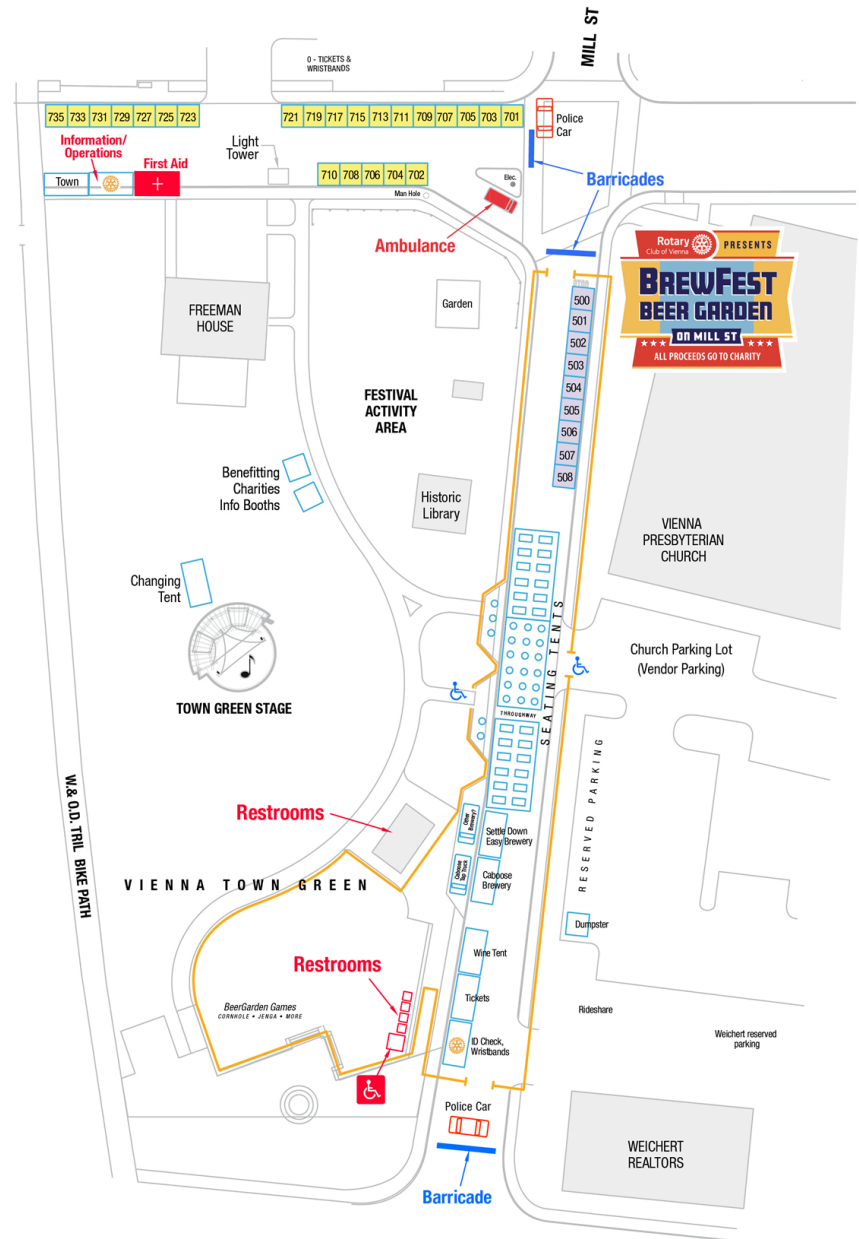 MILL ST
0 - TICKETS &
WRISTBANDS
735 733 731 729 727 725 723
721 719 717 715 713 711 709 707 705 703 701
Police
Car
Information/
Operations
First Aid
Light
Tower
Town
710 708 706 704 702
Man Hole
Elec.
Barricades
Ambulance
Rotary
Club of Vienna
PRESENTS
BREWFEST
BEER GARDEN
ON MILL ST
ALL PROCEEDS GO TO CHARITY
500
501
502
503
504
505
506
507
508
Garden
FREEMAN
HOUSE
FESTIVAL
ACTIVITY
AREA
Benefitting
Charities
Info Booths
Historic
Library
VIENNA
PRESBYTERIAN
CHURCH
Changing
Tent
TOWN GREEN STAGE
SEATING TENTS
THROUGHWAY
Church Parking Lot
(Vendor Parking)
RESERVED PARKING
W.& O.D. TRIL BIKE PATH
Restrooms
Other
Brewery?
Settle Down
Easy Brewery
Caboose
Tap Truck
Caboose
Brewery
VIENNA TOWN GREEN
Dumpster
Wine Tent
Restrooms
Tickets
BeerGarden Games
CORNHOLE • JENGA • MORE
Rideshare
ID Check,
Wristbands
Weichert reserved
parking
Police Car
WEICHERT
REALTORS
Barricade